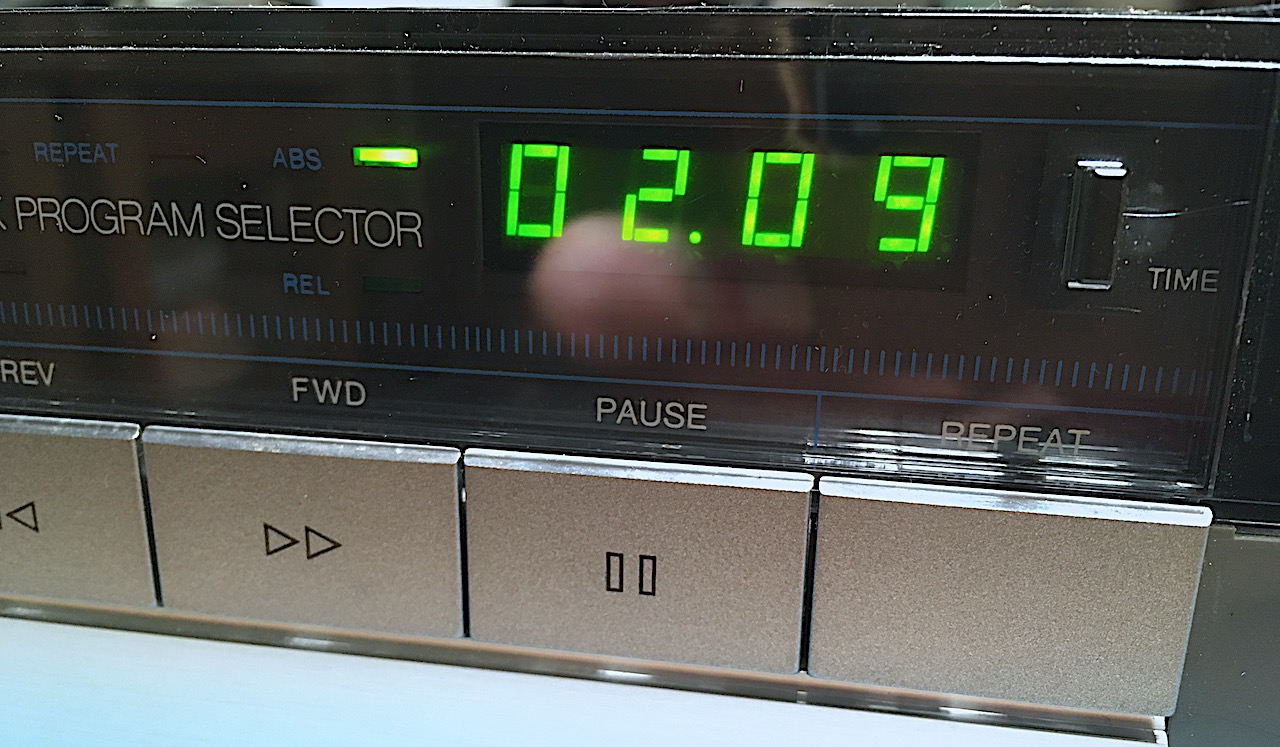 REPEAT ABS
02.09
PROGRAM SELECTOR
REL
TIME
REV FWD PAUSE REPEAT